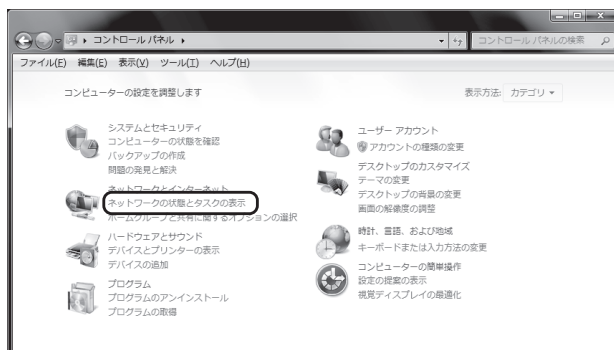 コントロール パネル
コントロール パネルの検索
ファイル(F) 編集(E) 表示(V) ツール(T) ヘルプ(H)
コンピューターの設定を調整します
表示方法: カテゴリ
システムとセキュリティ
コンピューターの状態を確認
バックアップの作成
問題の発見と解決
ネットワークとインターネット
ネットワークの状態とタスクの表示
ホームグループと共有に関するオプションの選択
ハードウェアとサウンド
デバイスとプリンターの表示
デバイスの追加
プログラム
プログラムのアンインストール
プログラムの取得
ユーザー アカウント
アカウントの種類の変更
デスクトップのカスタマイズ
テーマの変更
デスクトップの背景の変更
画面の解像度の調整
時計、言語、および地域
キーボードまたは入力方法の変更
コンピューターの簡単操作
設定の提案の表示
視覚ディスプレイの最適化